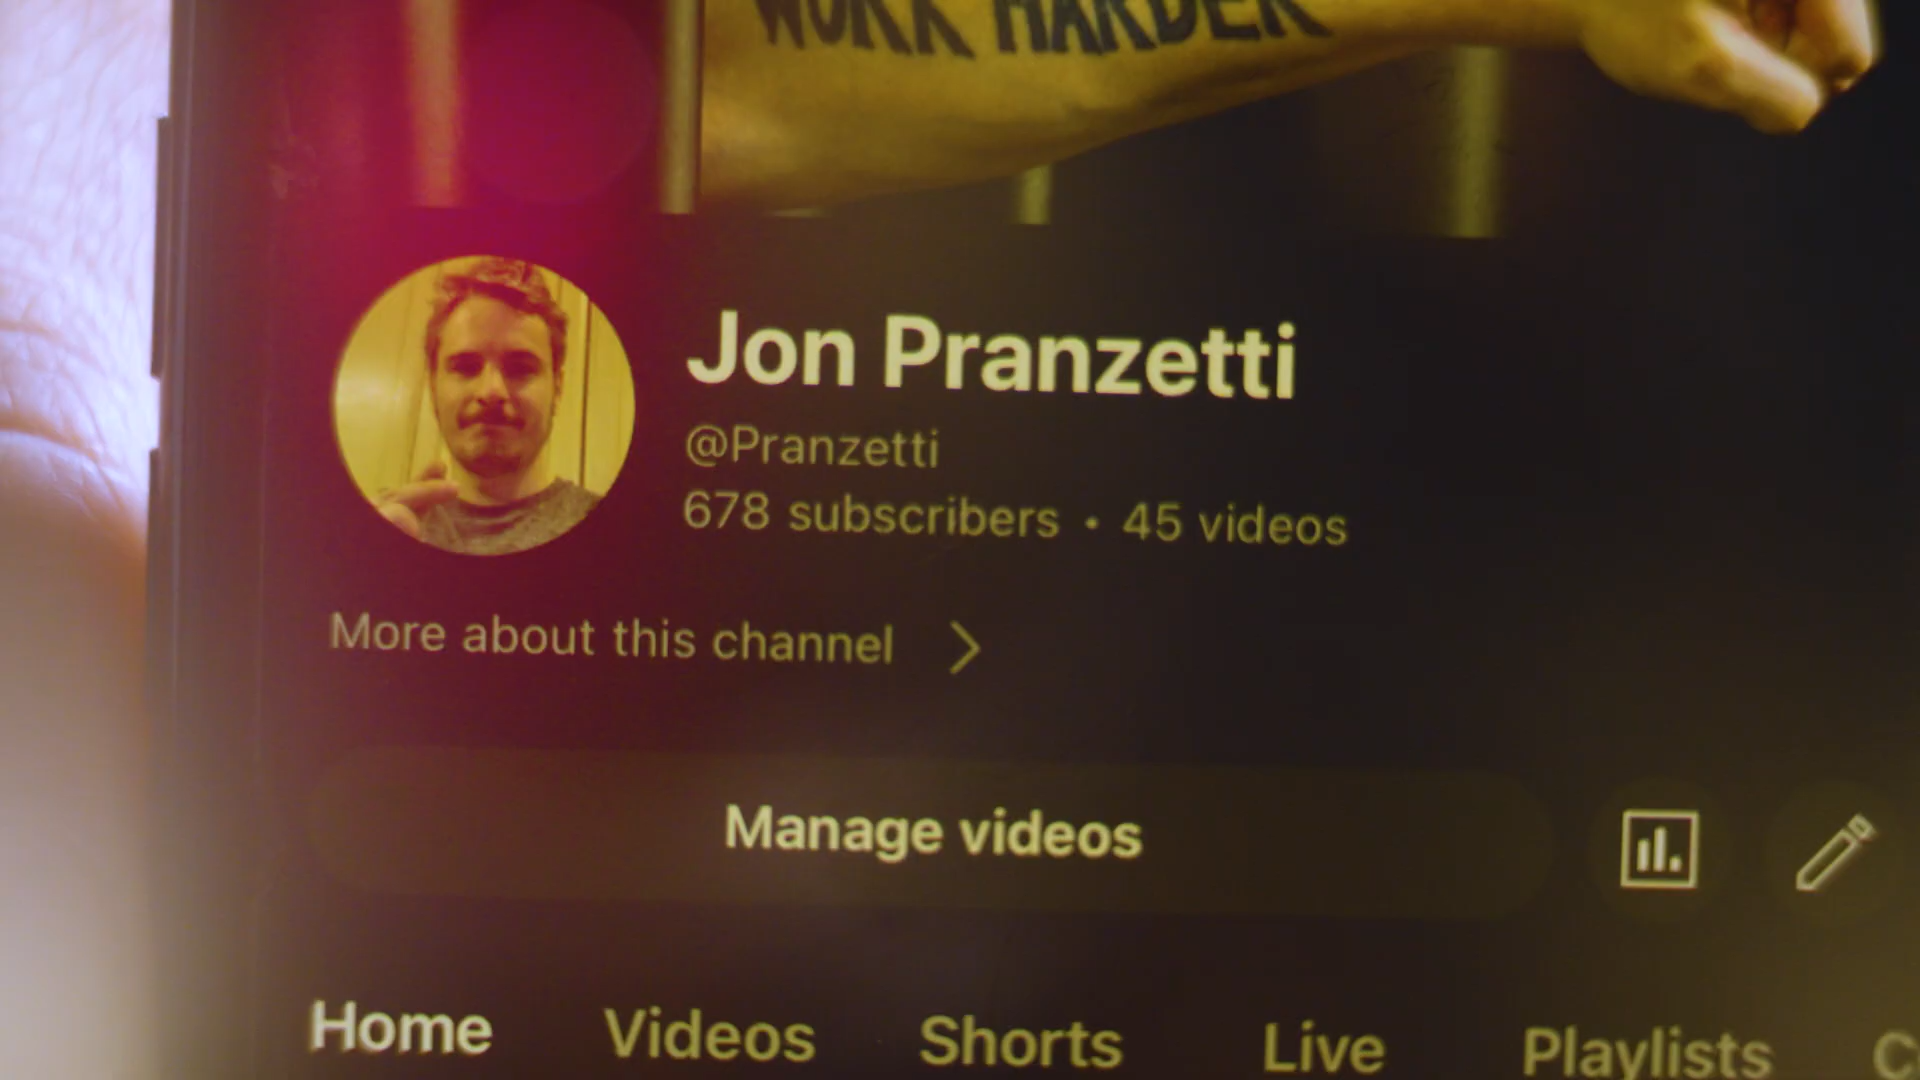 WORK HARDER
Jon Pranzetti
@Pranzetti
678 subscribers • 45 videos
More about this channel >
Manage videos
Home Videos Shorts Live Playlists